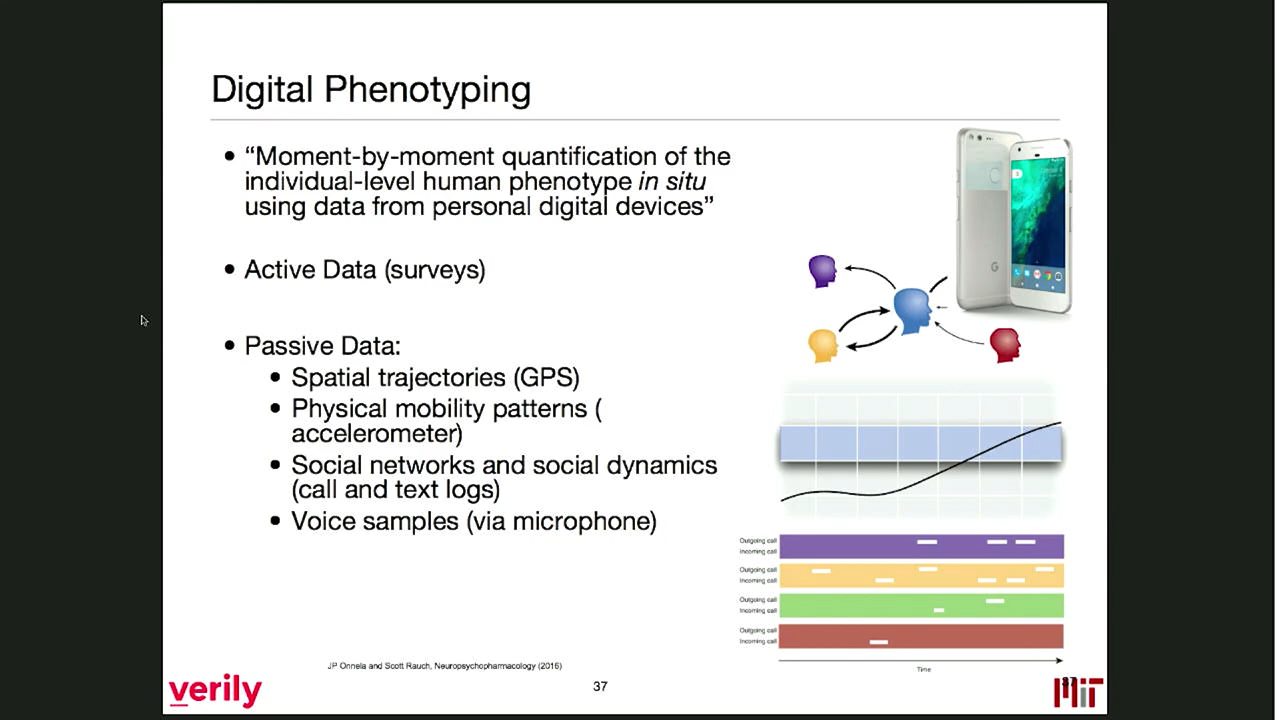 Digital Phenotyping
• “Moment-by-moment quantification of the
individual-level human phenotype in situ
using data from personal digital devices”
• Active Data (surveys)
• Passive Data:
• Spatial trajectories (GPS)
• Physical mobility patterns (
accelerometer)
• Social networks and social dynamics
(call and text logs)
• Voice samples (via microphone)
Outgoing call
Incoming call
Outgoing call
Incoming call
Outgoing call
Incoming call
Outgoing call
Incoming call
Time
JP Onnela and Scott Rauch, Neuropsychopharmacology (2016)
verily
37
37
MIT